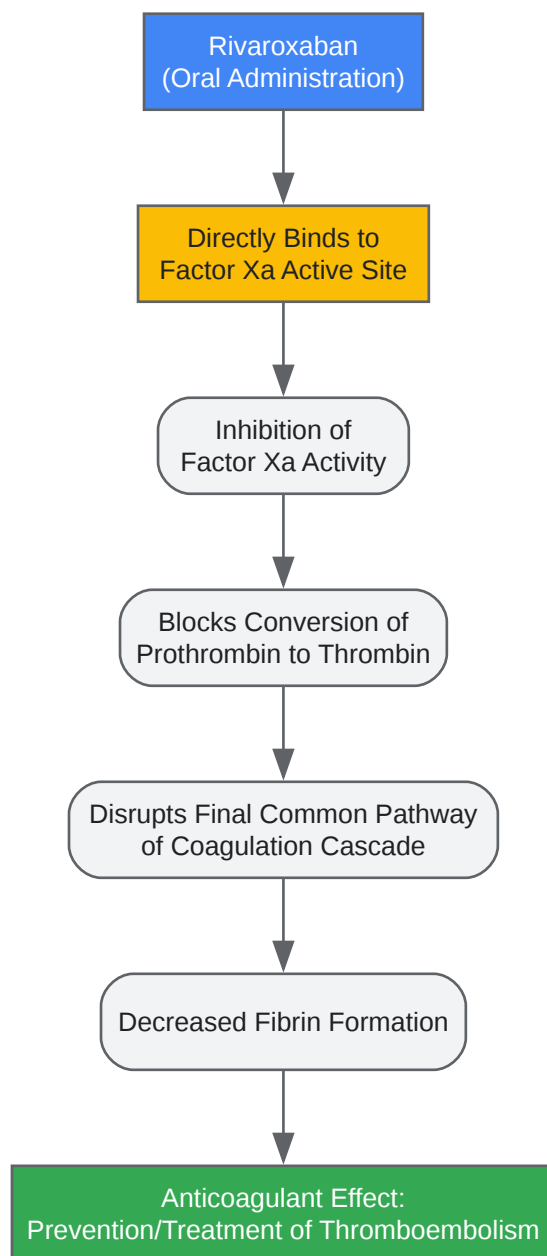 Rivaroxaban
(Oral Administration)
Directly Binds to
Factor Xa Active Site
Inhibition of
Factor Xa Activity
Blocks Conversion of
Prothrombin to Thrombin
Disrupts Final Common Pathway
of Coagulation Cascade
Decreased Fibrin Formation
Anticoagulant Effect:
Prevention/Treatment of Thromboembolism